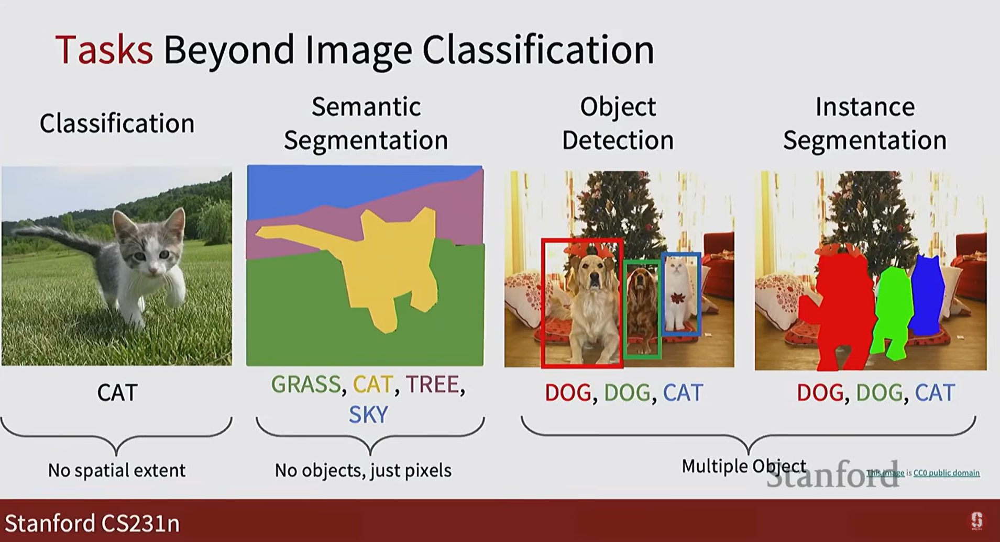 Tasks Beyond Image Classification
Classification
Semantic
Segmentation
Object
Detection
Instance
Segmentation
CAT
GRASS, CAT, TREE,
SKY
DOG, DOG, CAT
DOG, DOG, CAT
No spatial extent
No objects, just pixels
Multiple Object
Stanford
This image is CC0 public domain
Stanford CS231n
S
ONLINE